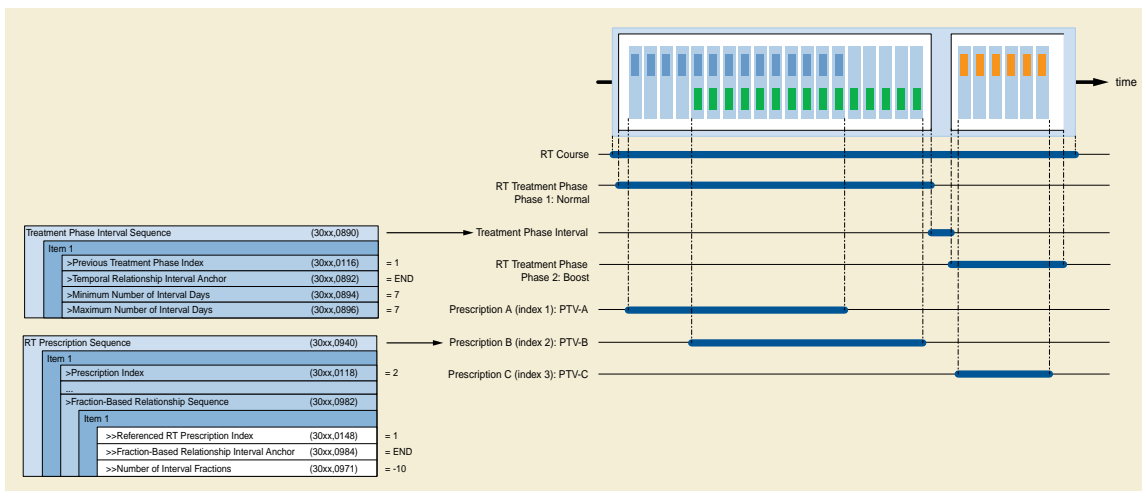 time
RT Course
RT Treatment Phase
Phase 1: Normal
Treatment Phase Interval Sequence (30xx,0890)
Treatment Phase Interval
Item 1
>Previous Treatment Phase Index (30xx,0116) = 1
>Temporal Relationship Interval Anchor (30xx,0892) = END
>Minimum Number of Interval Days (30xx,0894) = 7
>Maximum Number of Interval Days (30xx,0896) = 7
RT Treatment Phase
Phase 2: Boost
Prescription A (index 1): PTV-A
RT Prescription Sequence (30xx,0940)
Prescription B (index 2): PTV-B
Item 1
>Prescription Index (30xx,0118) = 2
Prescription C (index 3): PTV-C
...
>Fraction-Based Relationship Sequence (30xx,0982)
Item 1
>>Referenced RT Prescription Index (30xx,0148) = 1
>>Fraction-Based Relationship Interval Anchor (30xx,0984) = END
>>Number of Interval Fractions (30xx,0971) = -10